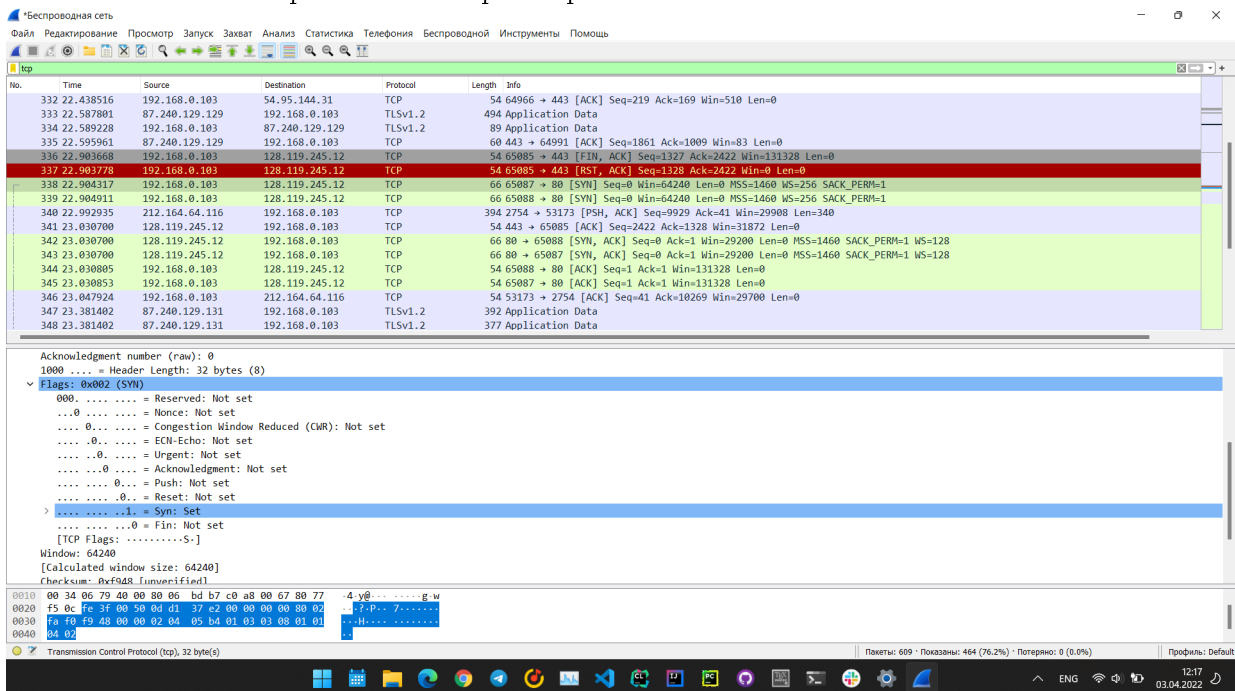 *Беспроводная сеть
Файл Редактирование Просмотр Запуск Захват Анализ Статистика Телефония Беспроводной Инструменты Помощь
tcp
No. Time Source Destination Protocol Length Info
332 22.438516 192.168.0.103 54.95.144.31 TCP 54 64966 → 443 [ACK] Seq=219 Ack=169 Win=510 Len=0
333 22.587801 87.240.129.129 192.168.0.103 TLSv1.2 494 Application Data
334 22.589228 192.168.0.103 87.240.129.129 TLSv1.2 89 Application Data
335 22.595961 87.240.129.129 192.168.0.103 TCP 60 443 → 64991 [ACK] Seq=1861 Ack=1009 Win=83 Len=0
336 22.903668 192.168.0.103 128.119.245.12 TCP 54 65085 → 443 [FIN, ACK] Seq=1327 Ack=2422 Win=131328 Len=0
337 22.903778 192.168.0.103 128.119.245.12 TCP 54 65085 → 443 [RST, ACK] Seq=1328 Ack=2422 Win=0 Len=0
338 22.904317 192.168.0.103 128.119.245.12 TCP 66 65087 → 80 [SYN] Seq=0 Win=64240 Len=0 MSS=1460 WS=256 SACK_PERM=1
339 22.904911 192.168.0.103 128.119.245.12 TCP 66 65088 → 80 [SYN] Seq=0 Win=64240 Len=0 MSS=1460 WS=256 SACK_PERM=1
340 22.992935 212.164.64.116 192.168.0.103 TCP 394 2754 → 53173 [PSH, ACK] Seq=9929 Ack=41 Win=29908 Len=340
341 23.030700 128.119.245.12 192.168.0.103 TCP 54 443 → 65085 [ACK] Seq=2422 Ack=1328 Win=31872 Len=0
342 23.030700 128.119.245.12 192.168.0.103 TCP 66 80 → 65088 [SYN, ACK] Seq=0 Ack=1 Win=29200 Len=0 MSS=1460 SACK_PERM=1 WS=128
343 23.030700 128.119.245.12 192.168.0.103 TCP 66 80 → 65087 [SYN, ACK] Seq=0 Ack=1 Win=29200 Len=0 MSS=1460 SACK_PERM=1 WS=128
344 23.030805 192.168.0.103 128.119.245.12 TCP 54 65088 → 80 [ACK] Seq=1 Ack=1 Win=131328 Len=0
345 23.030853 192.168.0.103 128.119.245.12 TCP 54 65087 → 80 [ACK] Seq=1 Ack=1 Win=131328 Len=0
346 23.047924 192.168.0.103 212.164.64.116 TCP 54 53173 → 2754 [ACK] Seq=41 Ack=10269 Win=29700 Len=0
347 23.381402 87.240.129.131 192.168.0.103 TLSv1.2 392 Application Data
348 23.381402 87.240.129.131 192.168.0.103 TLSv1.2 377 Application Data
Acknowledgment number (raw): 0
1000 .... = Header Length: 32 bytes (8)
Flags: 0x002 (SYN)
000. .... .... = Reserved: Not set
...0 .... .... = Nonce: Not set
.... 0... .... = Congestion Window Reduced (CWR): Not set
.... .0.. .... = ECN-Echo: Not set
.... ..0. .... = Urgent: Not set
.... ...0 .... = Acknowledgment: Not set
.... .... 0... = Push: Not set
.... .... .0.. = Reset: Not set
.... .... ..1. = Syn: Set
.... .... ...0 = Fin: Not set
[TCP Flags: ··········S·]
Window: 64240
[Calculated window size: 64240]
Checksum: 0xf948 [unverified]
0010 00 34 06 79 40 00 80 06 bd b7 c0 a8 00 67 80 77 ·4·y@··· ·····g·w
0020 f5 0c fe 3f 00 50 0d d1 37 e2 00 00 00 00 80 02 ···?·P·· 7·······
0030 fa f0 f9 48 00 00 02 04 05 b4 01 03 03 08 01 01 ···H···· ········
0040 04 02 ··
Transmission Control Protocol (tcp), 32 byte(s) Пакеты: 609 · Показаны: 464 (76.2%) · Потеряно: 0 (0.0%) Профиль: Default
ENG 12:17
03.04.2022